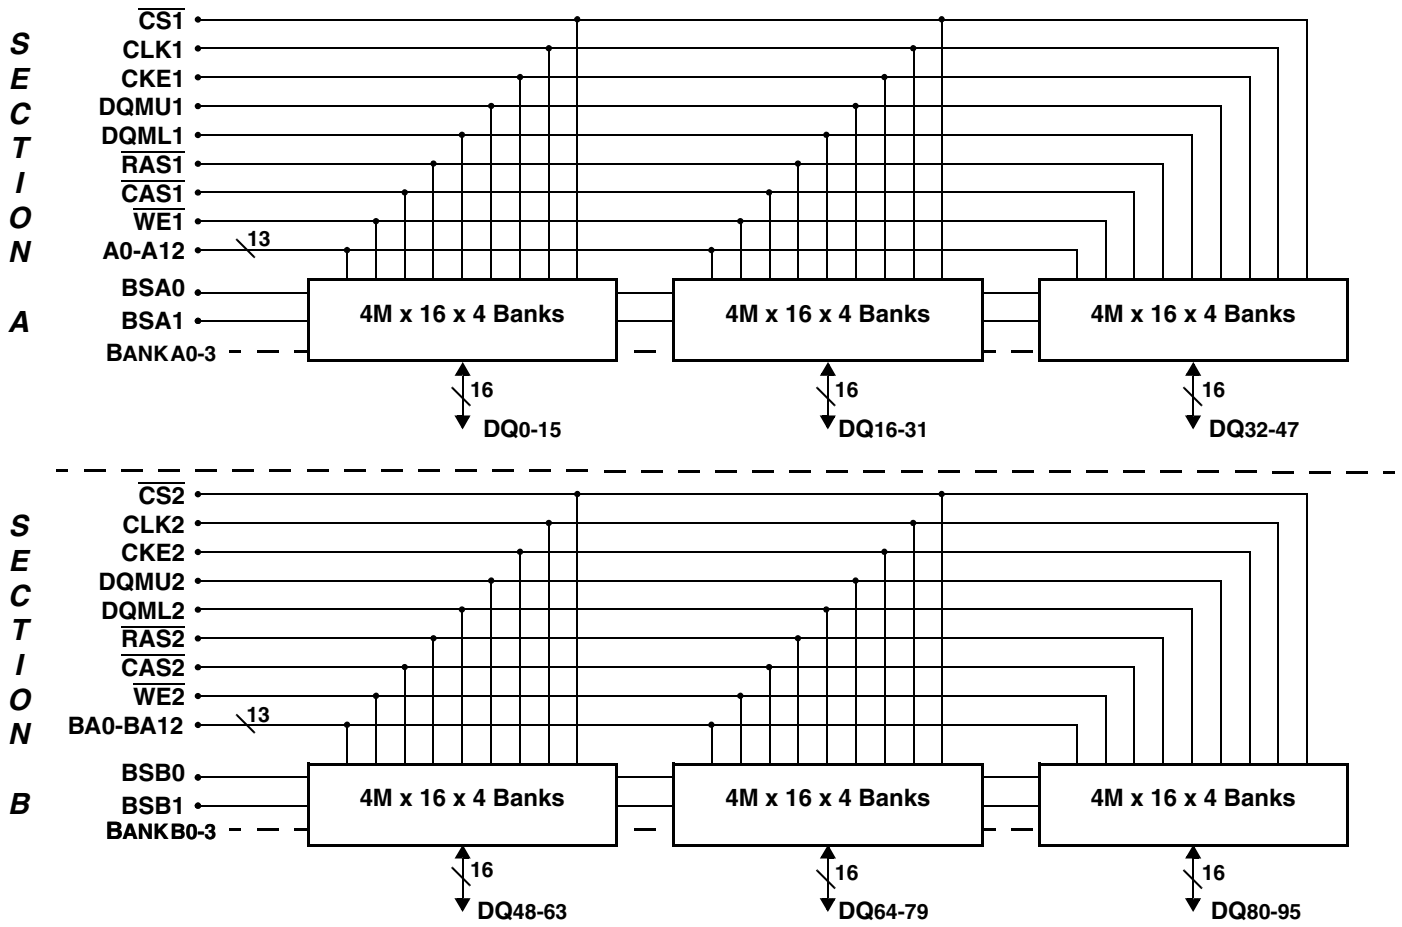 SECTION A
CS1
CLK1
CKE1
DQMU1
DQML1
RAS1
CAS1
WE1
A0-A12
13
BSA0
BSA1
BANKA0-3
4M x 16 x 4 Banks
4M x 16 x 4 Banks
4M x 16 x 4 Banks
16
16
16
DQ0-15
DQ16-31
DQ32-47
SECTION B
CS2
CLK2
CKE2
DQMU2
DQML2
RAS2
CAS2
WE2
BA0-BA12
13
BSB0
BSB1
BANKB0-3
4M x 16 x 4 Banks
4M x 16 x 4 Banks
4M x 16 x 4 Banks
16
16
16
DQ48-63
DQ64-79
DQ80-95